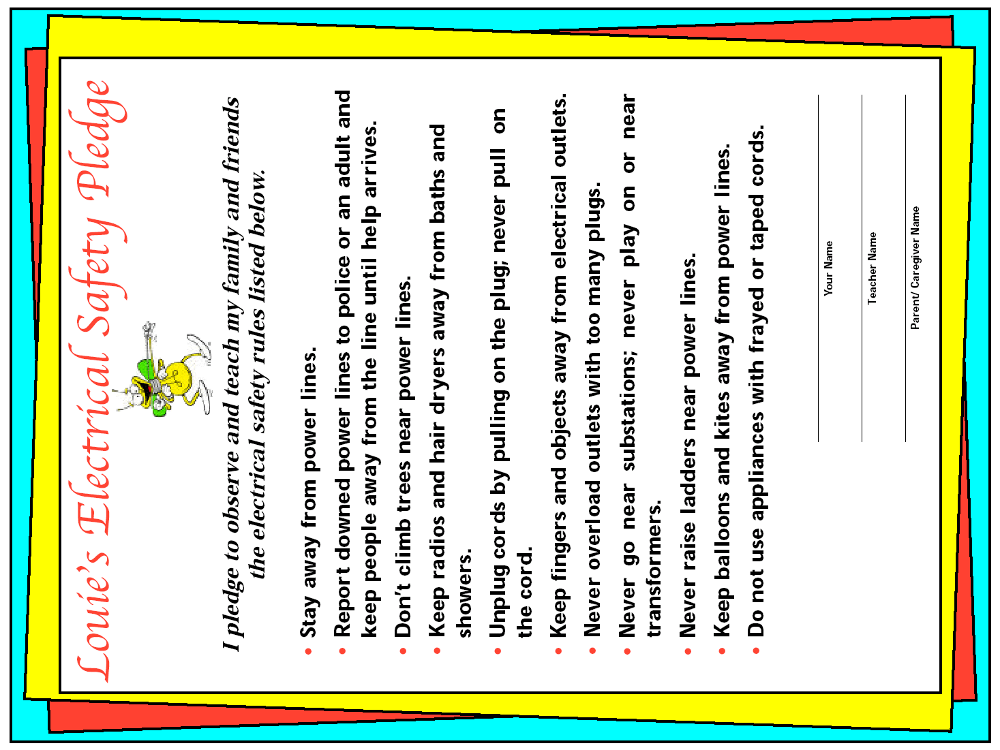 Louie's Electrical Safety Pledge
I pledge to observe and teach my family and friends
the electrical safety rules listed below.
• Stay away from power lines.
• Report downed power lines to police or an adult and
keep people away from the line until help arrives.
• Don't climb trees near power lines.
• Keep radios and hair dryers away from baths and
showers.
• Unplug cords by pulling on the plug; never pull on
the cord.
• Keep fingers and objects away from electrical outlets.
• Never overload outlets with too many plugs.
• Never go near substations; never play on or near
transformers.
• Never raise ladders near power lines.
• Keep balloons and kites away from power lines.
• Do not use appliances with frayed or taped cords.
Your Name
Teacher Name
Parent/ Caregiver Name